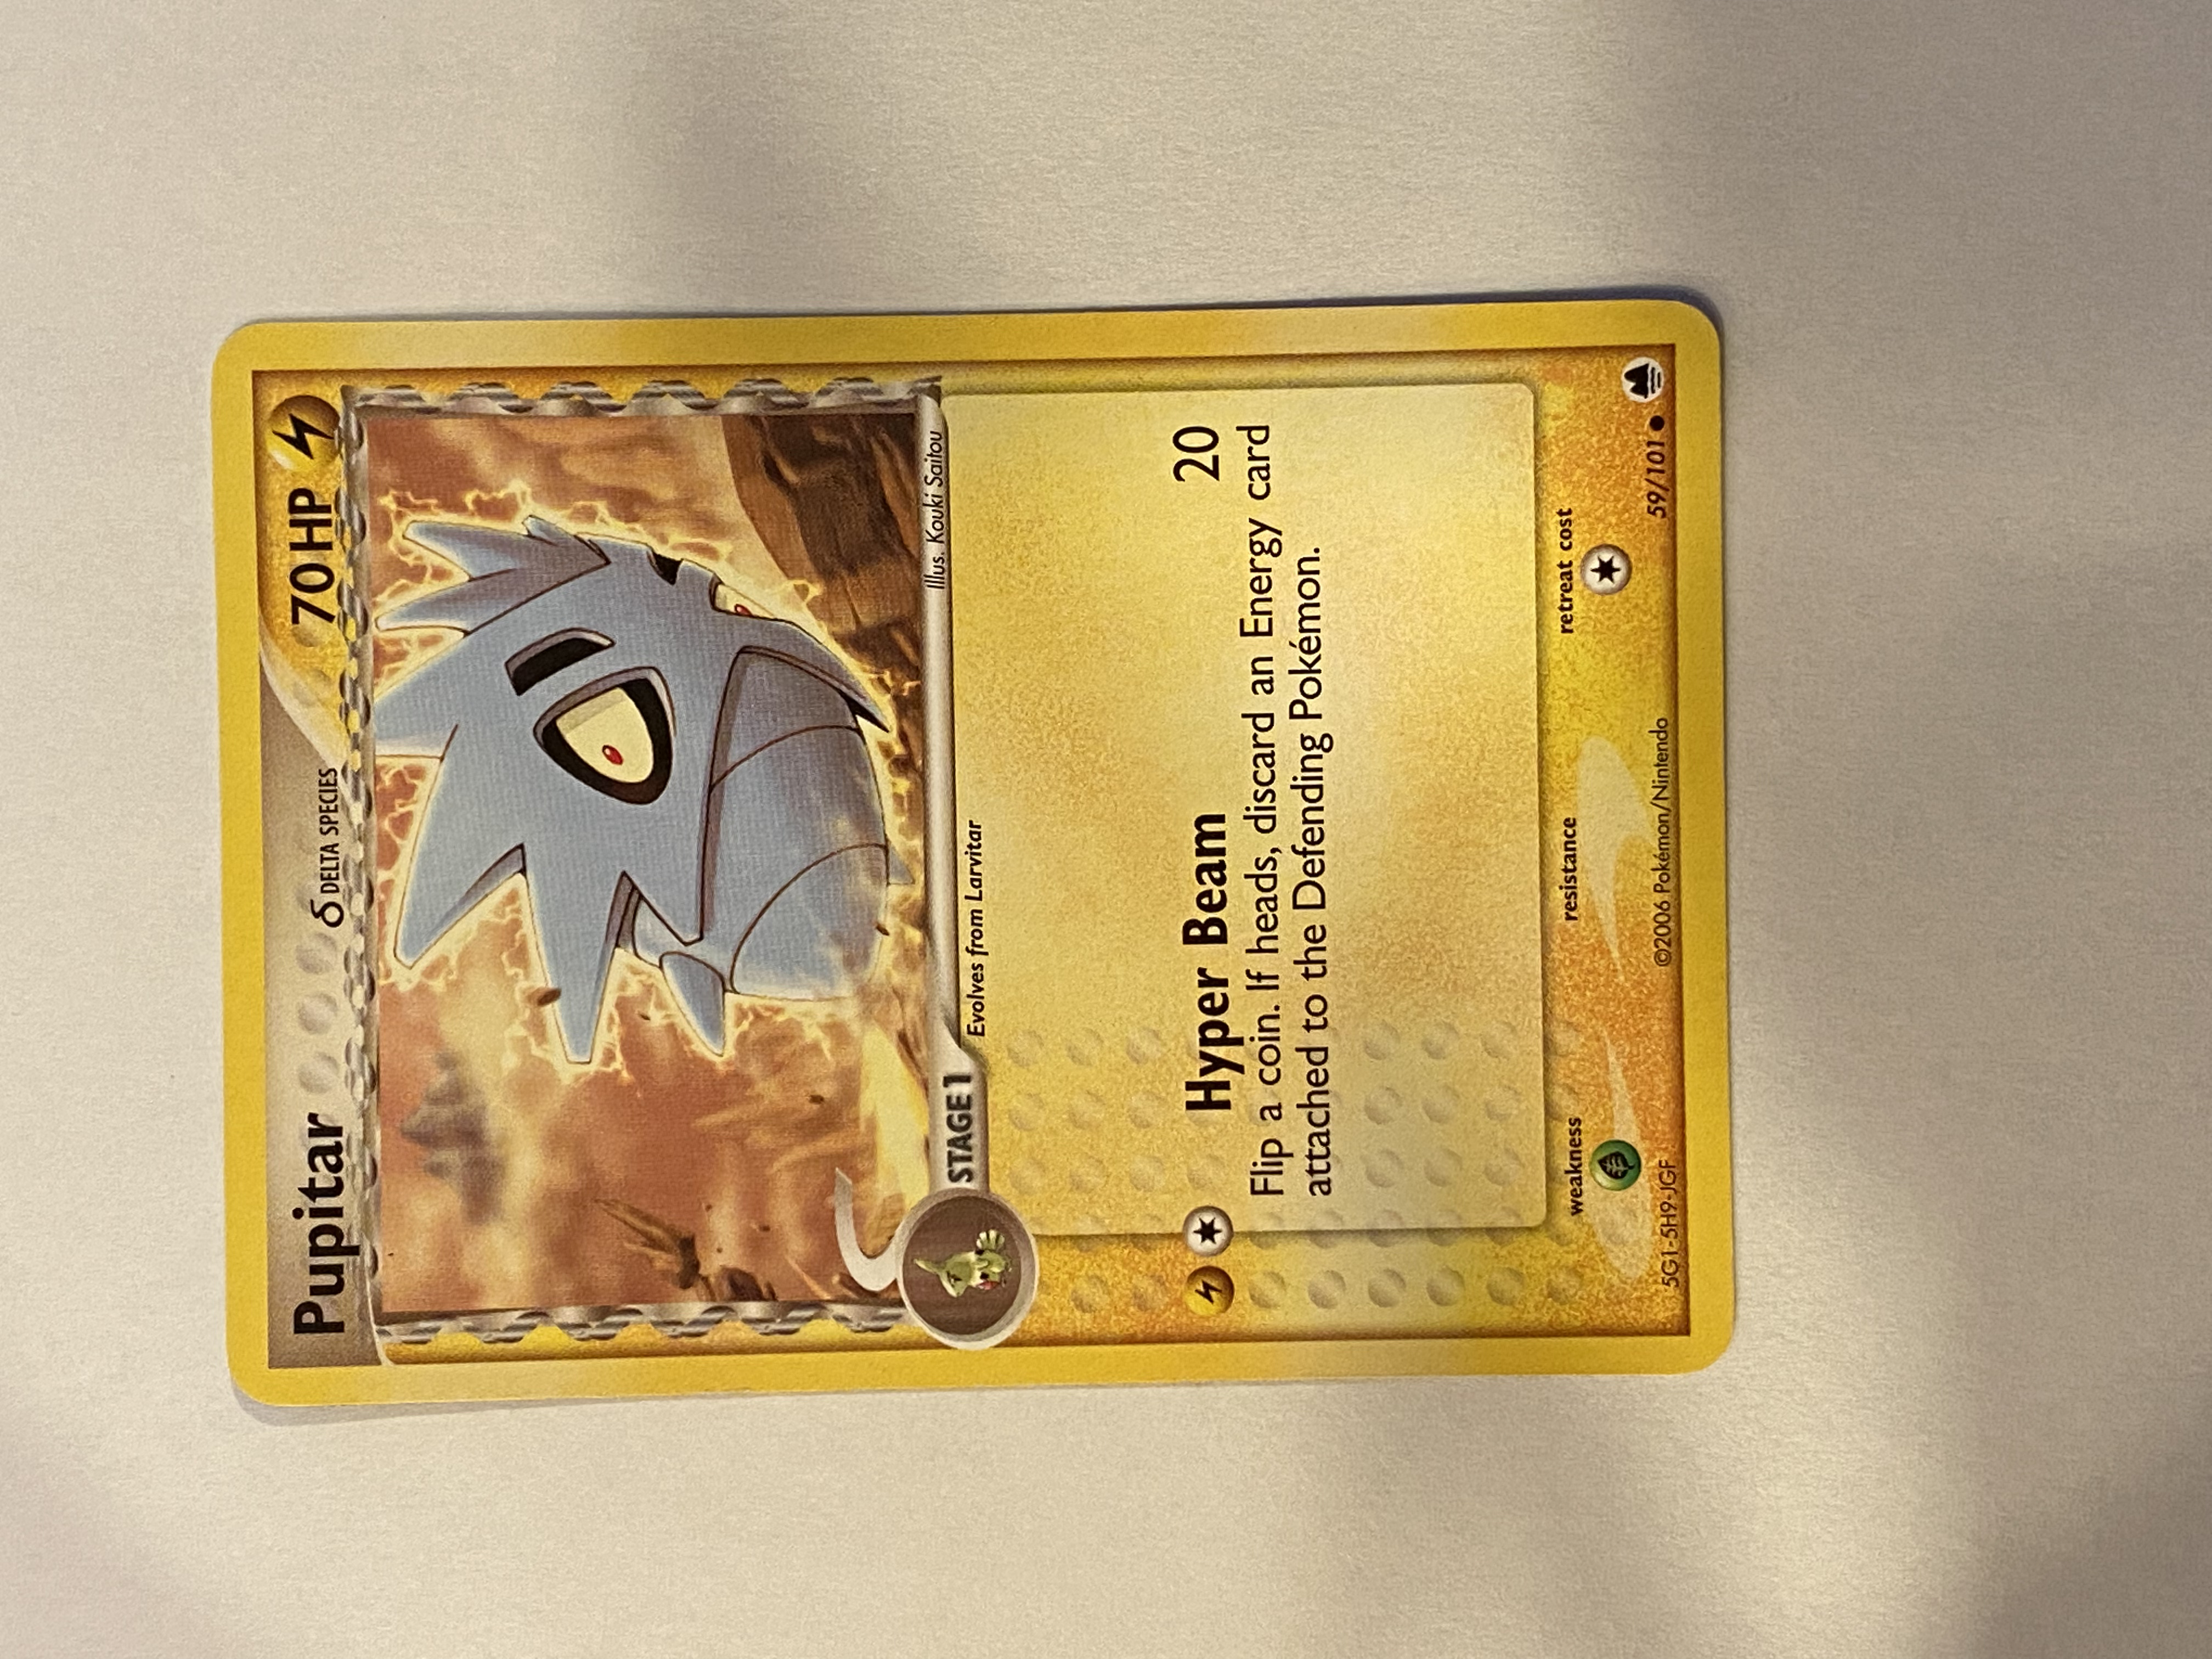 Pupitar δ DELTA SPECIES 70 HP
Illus. Kouki Saitou
STAGE 1
Evolves from Larvitar
Hyper Beam 20
Flip a coin. If heads, discard an Energy card
attached to the Defending Pokémon.
weakness resistance retreat cost
5G1-5H9-JGF ©2006 Pokémon/Nintendo 59/101 ●